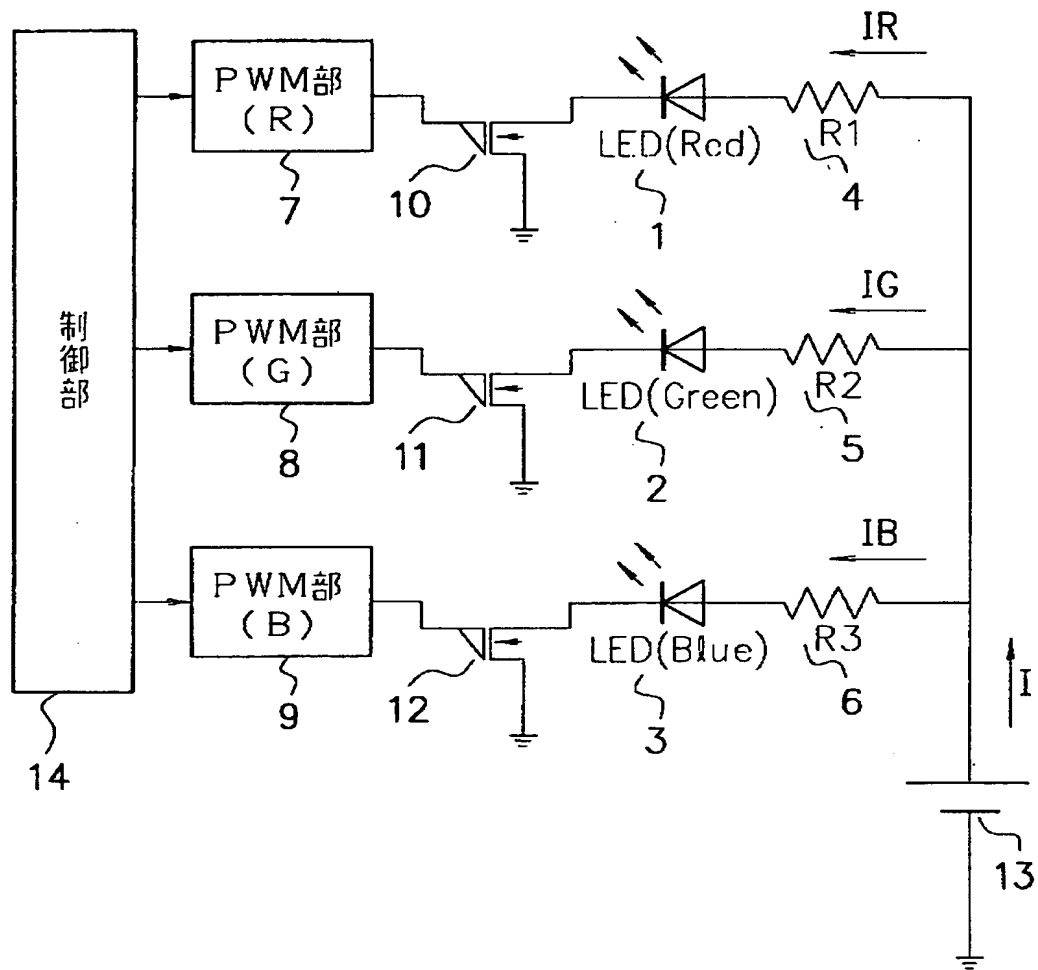 制御部
14
PWM部
(R)
7
10
LED(Red)
1
IR
R1
4
PWM部
(G)
8
11
LED(Green)
2
IG
R2
5
PWM部
(B)
9
12
LED(Blue)
3
IB
R3
6
I
13